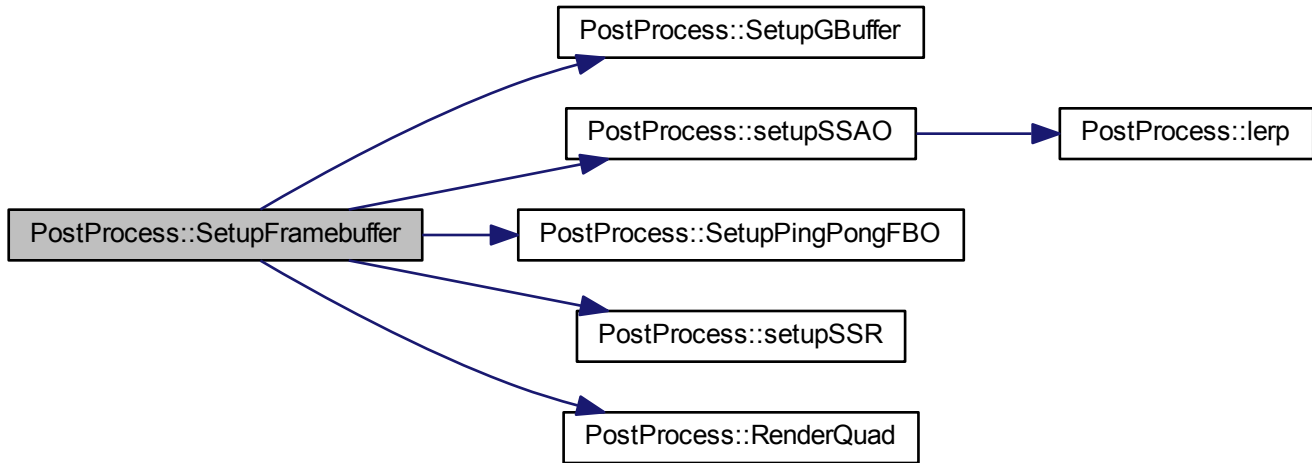 PostProcess::SetupGBuffer
PostProcess::setupSSAO
PostProcess::lerp
PostProcess::SetupFramebuffer
PostProcess::SetupPingPongFBO
PostProcess::setupSSR
PostProcess::RenderQuad